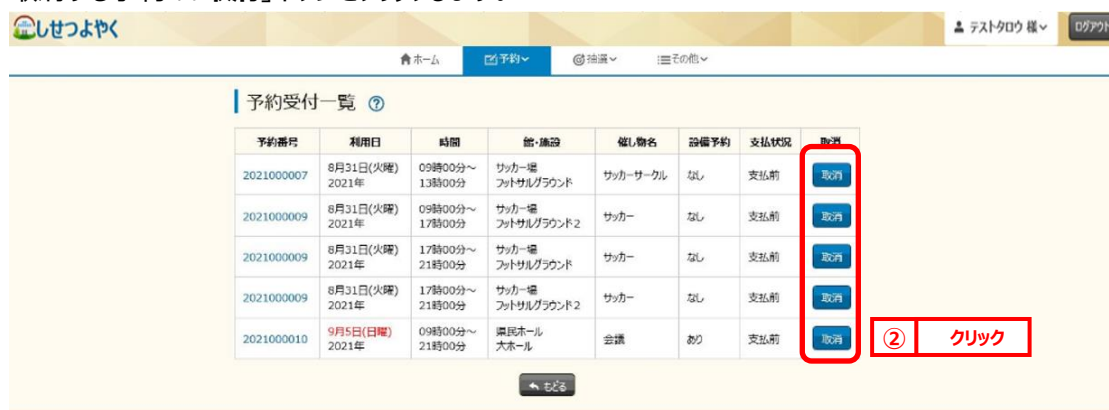 しせつよやく
テストタロウ 様
ログアウト
ホーム 予約 抽選 その他
予約受付一覧 ?
予約番号 利用日 時間 館・施設 催し物名 設備予約 支払状況 取消
2021000007 8月31日(火曜) 2021年 09時00分～ 13時00分 サッカー場 フットサルグラウンド サッカーサークル なし 支払前 取消
2021000009 8月31日(火曜) 2021年 09時00分～ 17時00分 サッカー場 フットサルグラウンド2 サッカー なし 支払前 取消
2021000009 8月31日(火曜) 2021年 17時00分～ 21時00分 サッカー場 フットサルグラウンド サッカー なし 支払前 取消
2021000009 8月31日(火曜) 2021年 17時00分～ 21時00分 サッカー場 フットサルグラウンド2 サッカー なし 支払前 取消
2021000010 9月5日(日曜) 2021年 09時00分～ 21時00分 県民ホール 大ホール 会議 あり 支払前 取消
② クリック
もどる